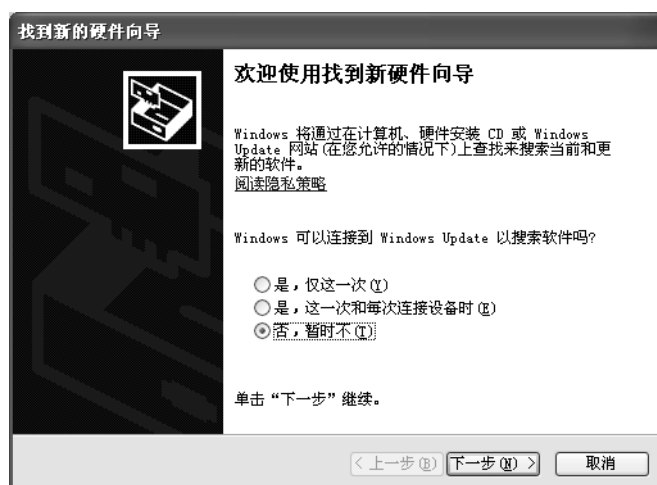 找到新的硬件向导
欢迎使用找到新硬件向导
Windows 将通过在计算机、硬件安装 CD 或 Windows
Update 网站(在您允许的情况下)上查找来搜索当前和更
新的软件。
阅读隐私策略
Windows 可以连接到 Windows Update 以搜索软件吗?
是，仅这一次(Y)
是，这一次和每次连接设备时(E)
否，暂时不(T)
单击“下一步”继续。
< 上一步(B) 下一步(N) > 取消